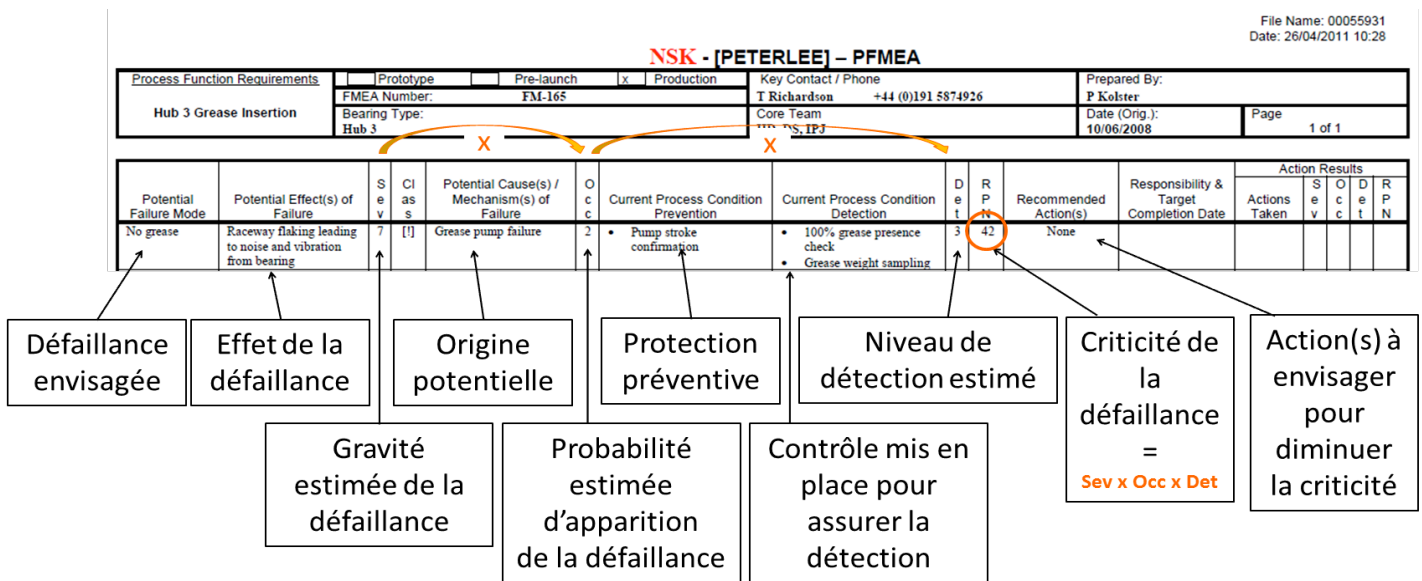 File Name: 00055931
Date: 26/04/2011 10:28
NSK - [PETERLEE] – PFMEA
Process Function Requirements
Prototype
Pre-launch
x
Production
Key Contact / Phone
Prepared By:
Hub 3 Grease Insertion
FMEA Number:
FM-165
T Richardson
+44 (0)191 5874926
P Kolster
Bearing Type:
Hub 3
Core Team
IPJ
Date (Orig.):
10/06/2008
Page
1 of 1
X
X
Potential
Failure Mode
Potential Effect(s) of
Failure
S
e
v
Cl
as
s
Potential Cause(s) /
Mechanism(s) of
Failure
O
c
c
Current Process Condition
Prevention
Current Process Condition
Detection
D
e
t
R
P
N
Recommended
Action(s)
Responsibility &
Target
Completion Date
Action Results
Actions
Taken
S
e
v
O
c
c
D
e
t
R
P
N
No grease
Raceway flaking leading
to noise and vibration
from bearing
7
[!]
Grease pump failure
2
• Pump stroke
confirmation
• 100% grease presence
check
• Grease weight sampling
3
42
None
Défaillance
envisagée
Effet de la
défaillance
Origine
potentielle
Protection
préventive
Niveau de
détection estimé
Criticité de
la
défaillance
=
Sev x Occ x Det
Action(s) à
envisager
pour
diminuer
la criticité
Gravité
estimée de la
défaillance
Probabilité
estimée
d’apparition
de la défaillance
Contrôle mis en
place pour
assurer la
détection